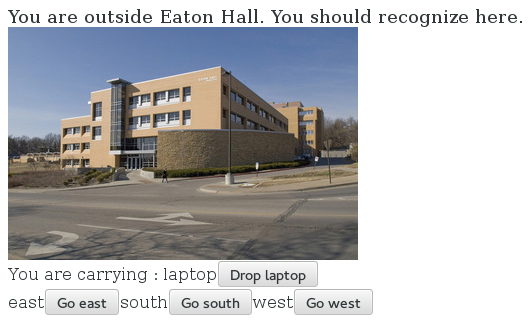 You are outside Eaton Hall. You should recognize here.
You are carrying : laptop Drop laptop
east Go east south Go south west Go west